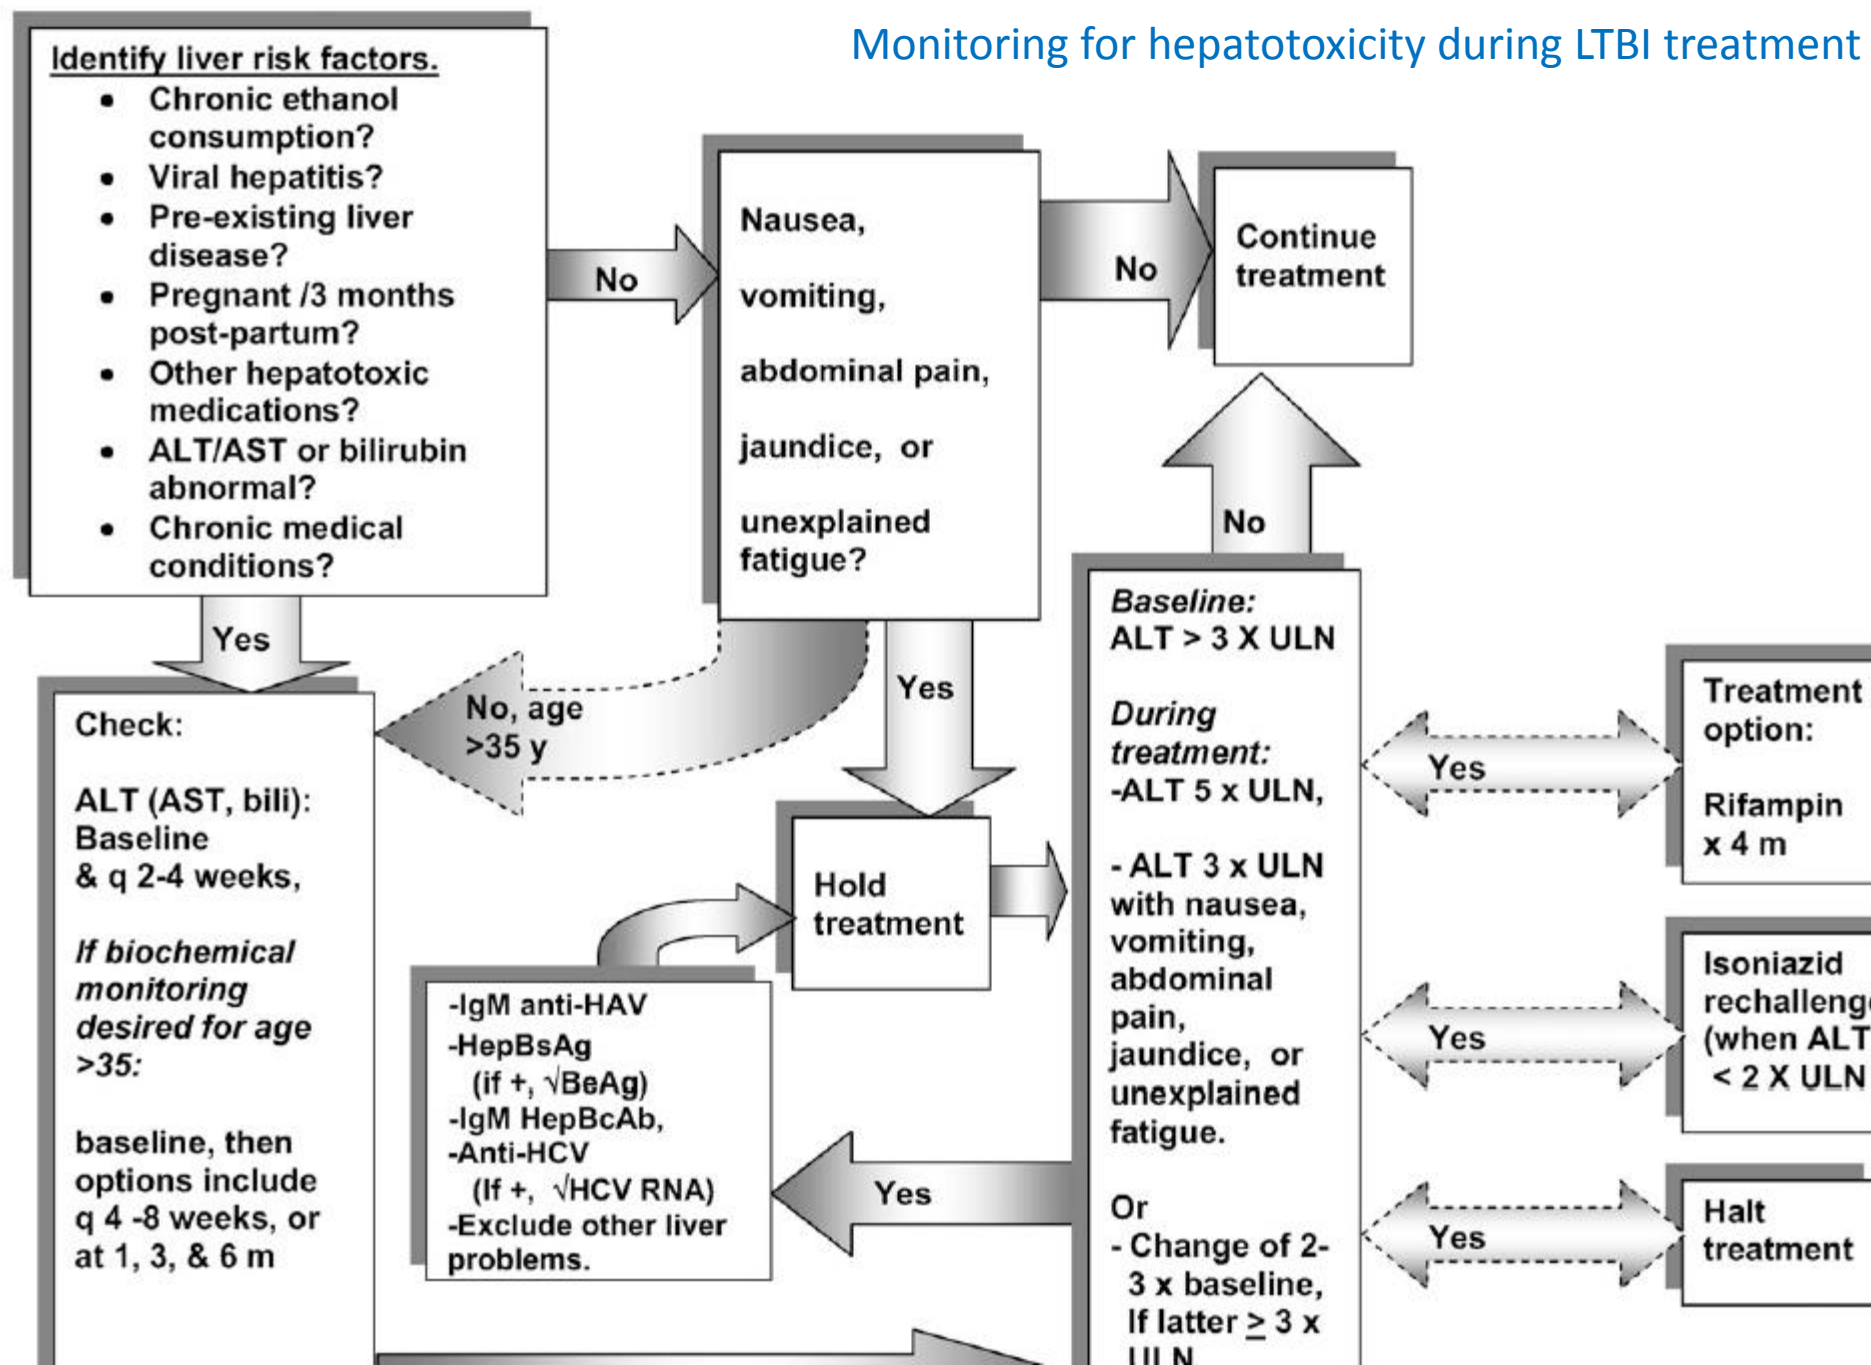 Monitoring for hepatotoxicity during LTBI treatment
Identify liver risk factors.
• Chronic ethanol
consumption?
• Viral hepatitis?
• Pre-existing liver
disease?
• Pregnant /3 months
post-partum?
• Other hepatotoxic
medications?
• ALT/AST or bilirubin
abnormal?
• Chronic medical
conditions?
No
Nausea,
vomiting,
abdominal pain,
jaundice, or
unexplained
fatigue?
No
Continue
treatment
No
Yes
No, age
>35 y
Yes
Check:
ALT (AST, bili):
Baseline
& q 2-4 weeks,
If biochemical
monitoring
desired for age
>35:
baseline, then
options include
q 4 -8 weeks, or
at 1, 3, & 6 m
Hold
treatment
-IgM anti-HAV
-HepBsAg
(if +, √BeAg)
-IgM HepBcAb,
-Anti-HCV
(If +, √HCV RNA)
-Exclude other liver
problems.
Yes
Baseline:
ALT > 3 X ULN
During
treatment:
-ALT 5 x ULN,
- ALT 3 x ULN
with nausea,
vomiting,
abdominal
pain,
jaundice, or
unexplained
fatigue.
Or
- Change of 2-
3 x baseline,
If latter ≥ 3 x
ULN
Yes
Treatment
option:
Rifampin
x 4 m
Yes
Isoniazid
rechallenge
(when ALT
< 2 X ULN
Yes
Halt
treatment